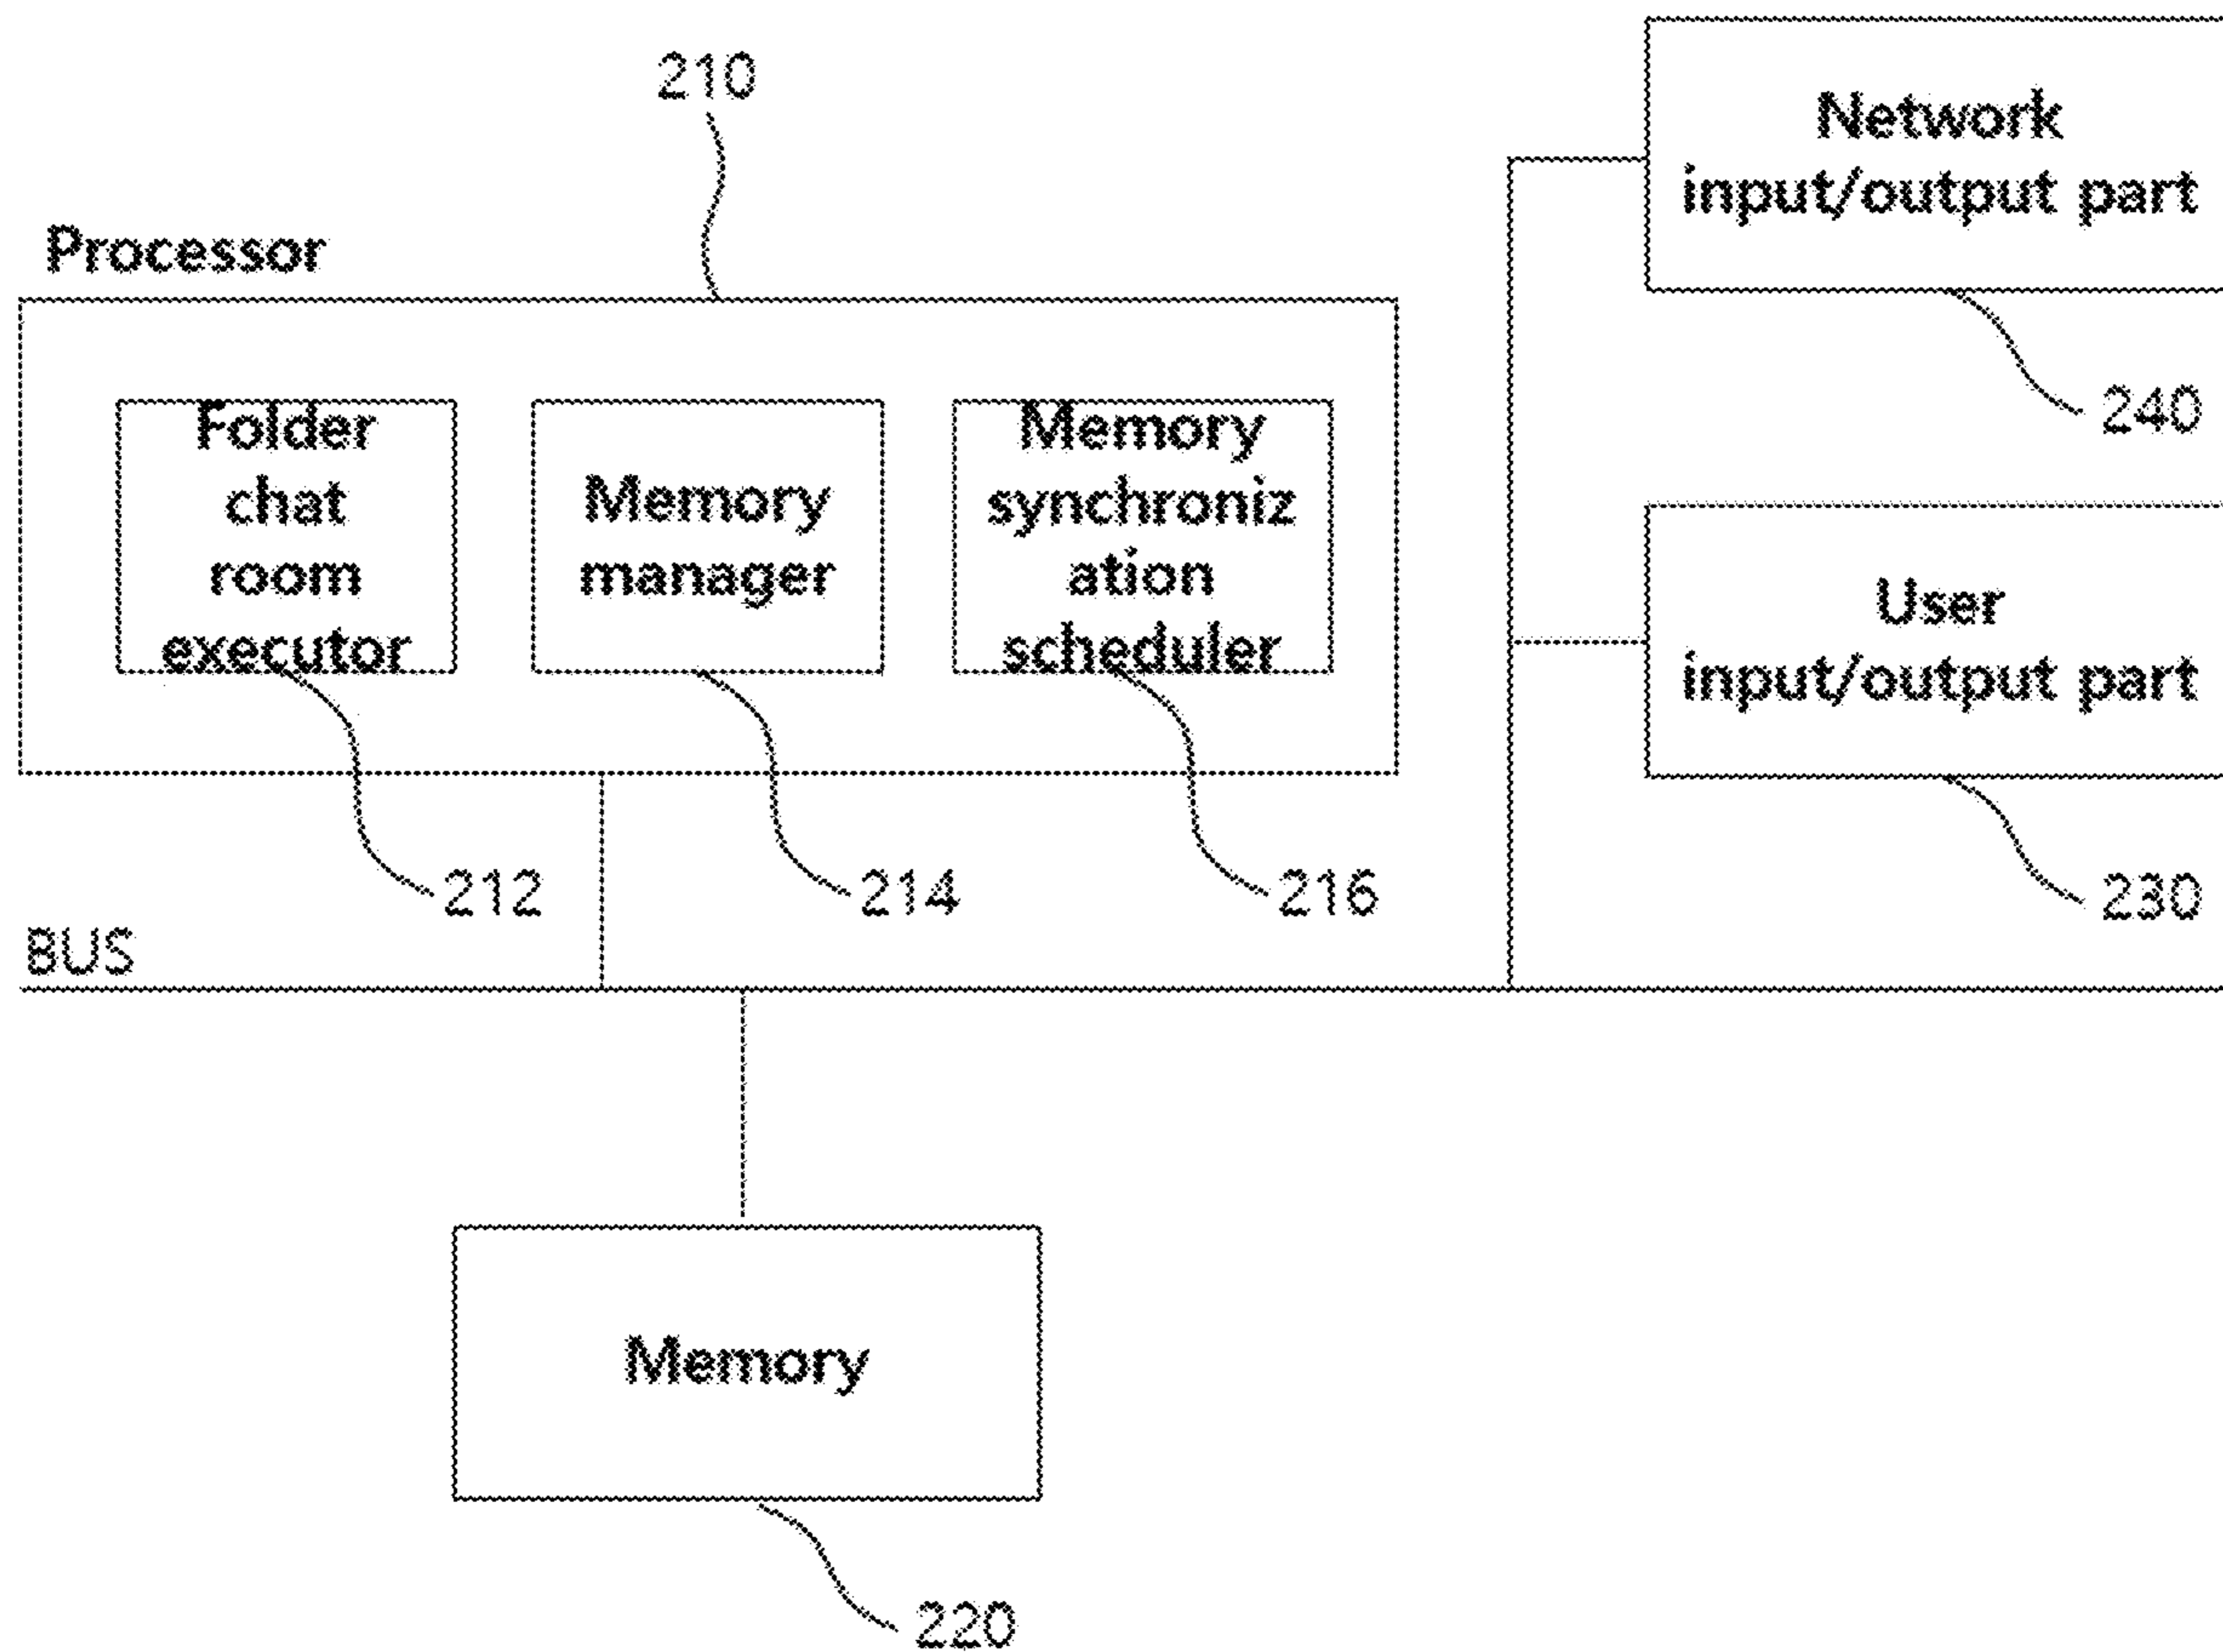 210
Network
input/output part
240
Processor
Folder
chat
room
executor
Memory
manager
Memory
synchroniz
ation
scheduler
User
input/output part
212
214
216
230
BUS
Memory
220